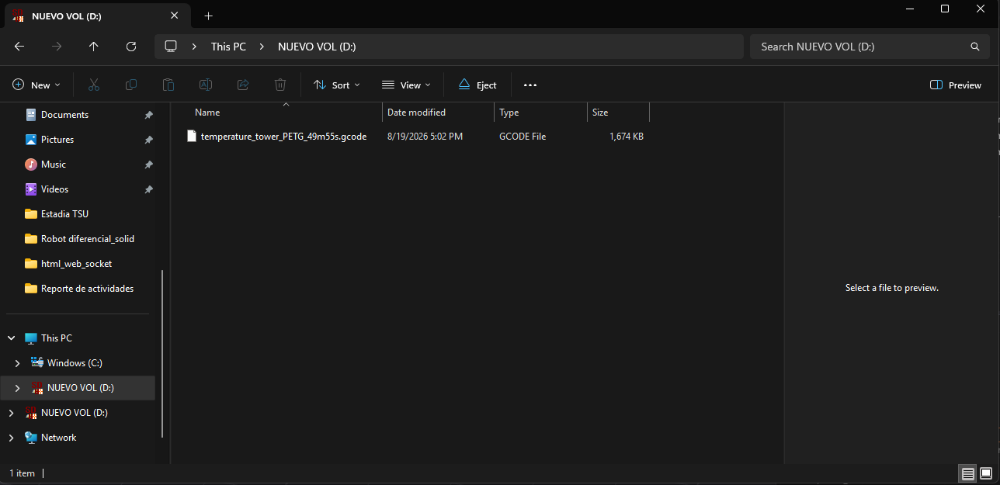 NUEVO VOL (D:)
This PC
NUEVO VOL (D:)
Search NUEVO VOL (D:)
New
Sort
View
Eject
Preview
Name
Date modified
Type
Size
temperature_tower_PETG_49m55s.gcode
8/19/2026 5:02 PM
GCODE File
1,674 KB
Documents
Pictures
Music
Videos
Estadia TSU
Robot diferencial_solid
html_web_socket
Reporte de actividades
This PC
Windows (C:)
NUEVO VOL (D:)
NUEVO VOL (D:)
Network
Select a file to preview.
1 item